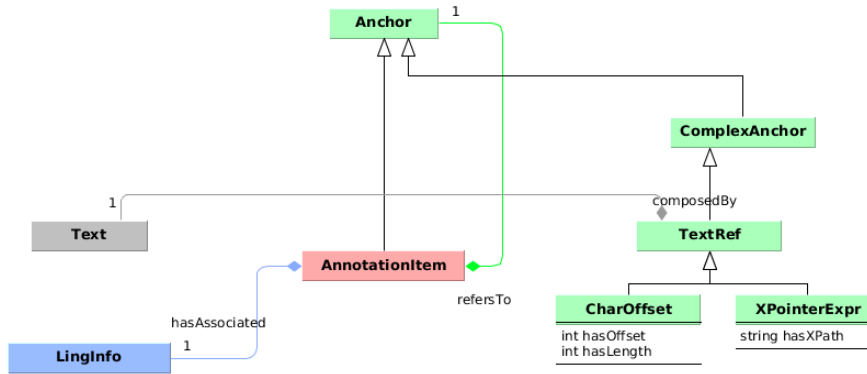 Anchor
1
ComplexAnchor
1
composedBy
Text
TextRef
AnnotationItem
refersTo
CharOffset
XPointerExpr
int hasOffset
int hasLength
string hasXPath
hasAssociated
1
LingInfo